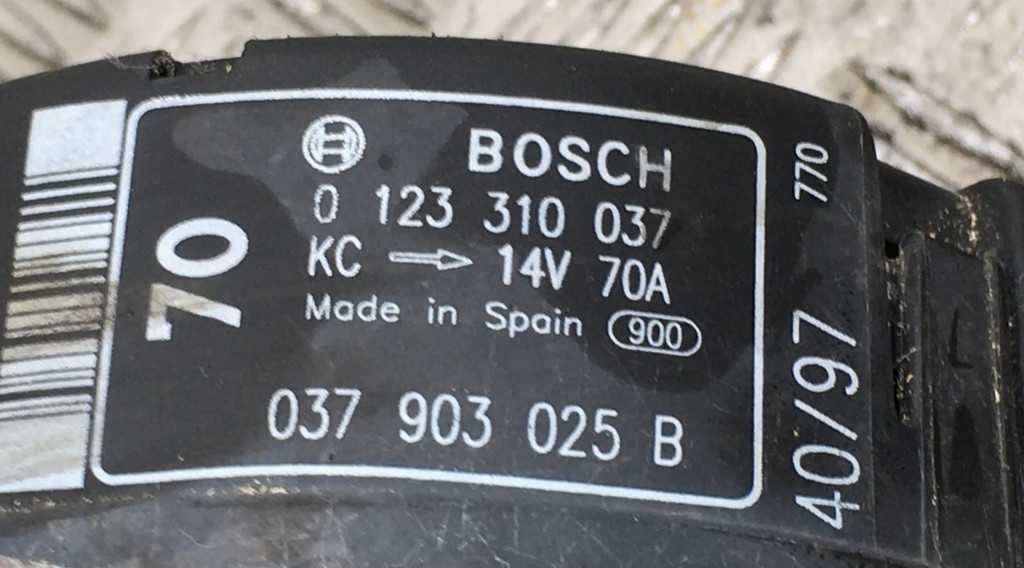 70
BOSCH
0 123 310 037
KC → 14V 70A
Made in Spain 900
037 903 025 B
40/97 770